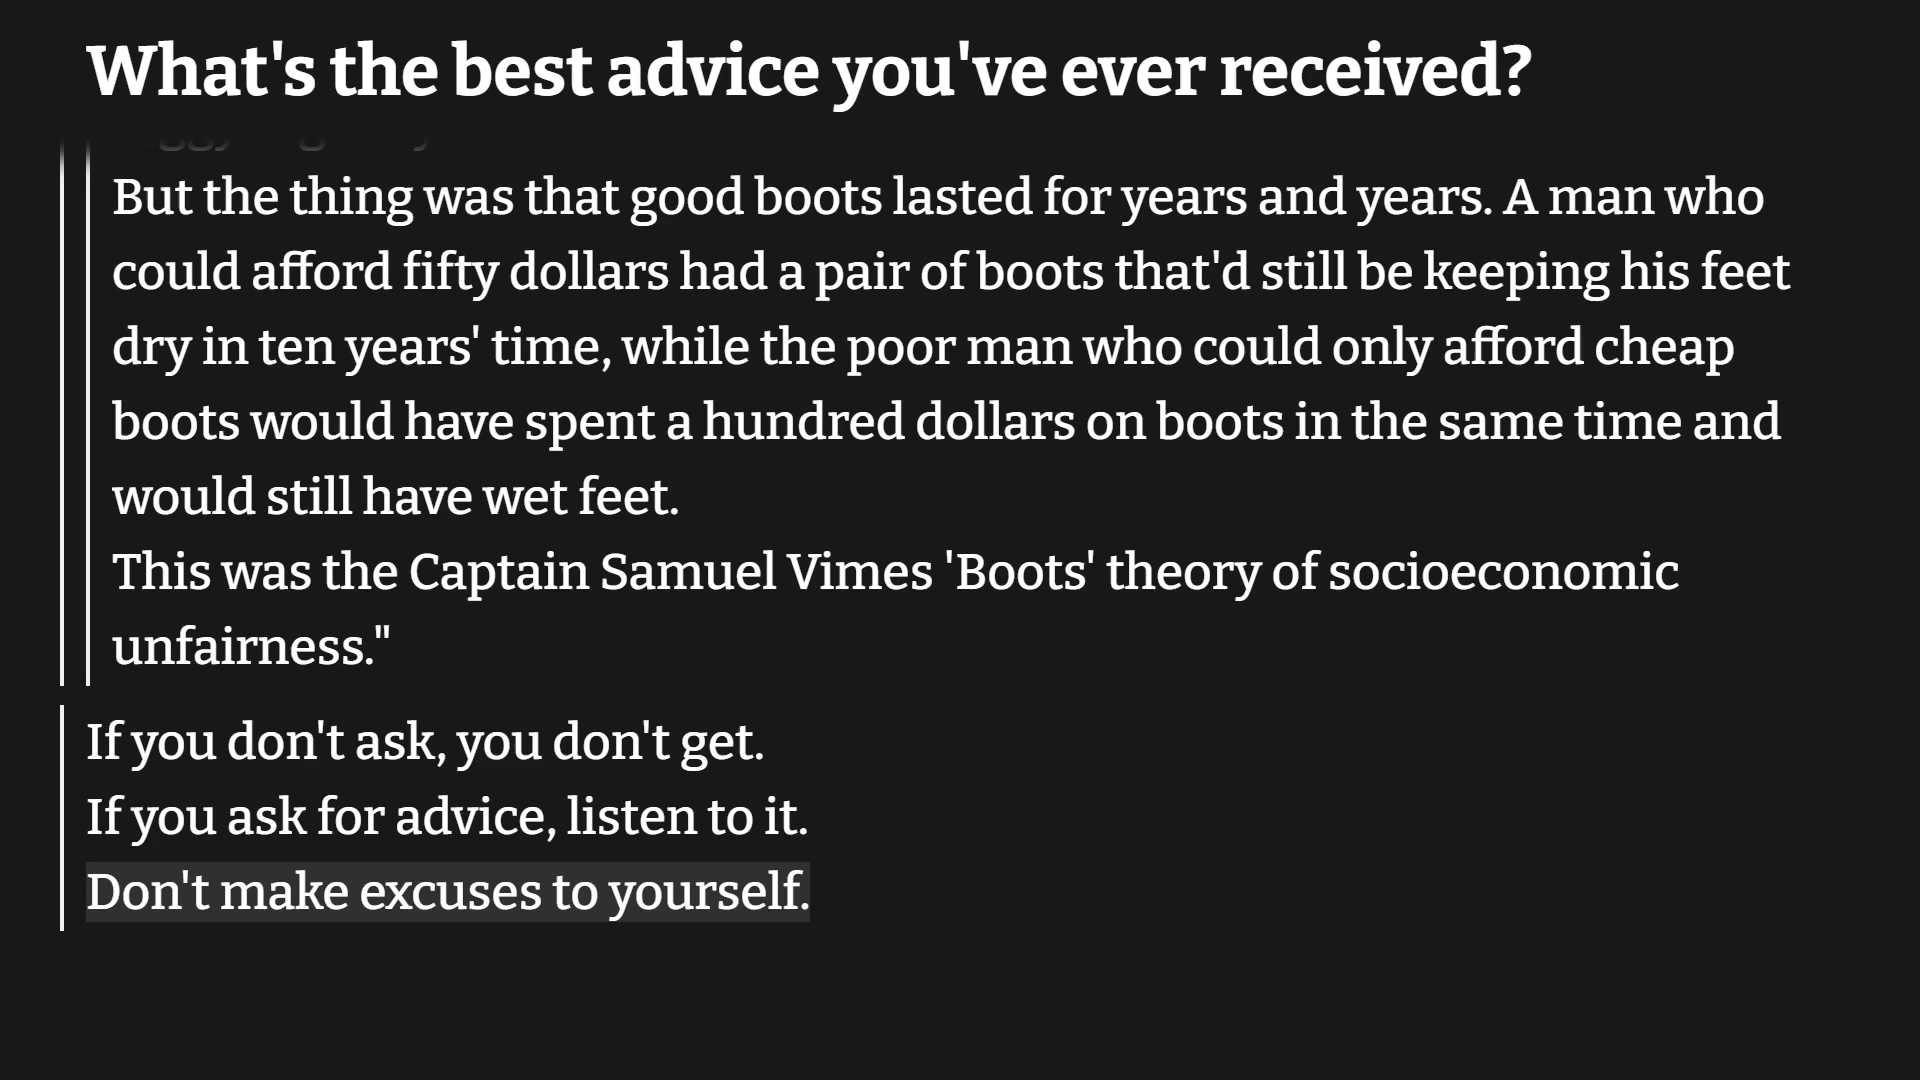 What's the best advice you've ever received?
But the thing was that good boots lasted for years and years. A man who
could afford fifty dollars had a pair of boots that'd still be keeping his feet
dry in ten years' time, while the poor man who could only afford cheap
boots would have spent a hundred dollars on boots in the same time and
would still have wet feet.
This was the Captain Samuel Vimes 'Boots' theory of socioeconomic
unfairness."
If you don't ask, you don't get.
If you ask for advice, listen to it.
Don't make excuses to yourself.